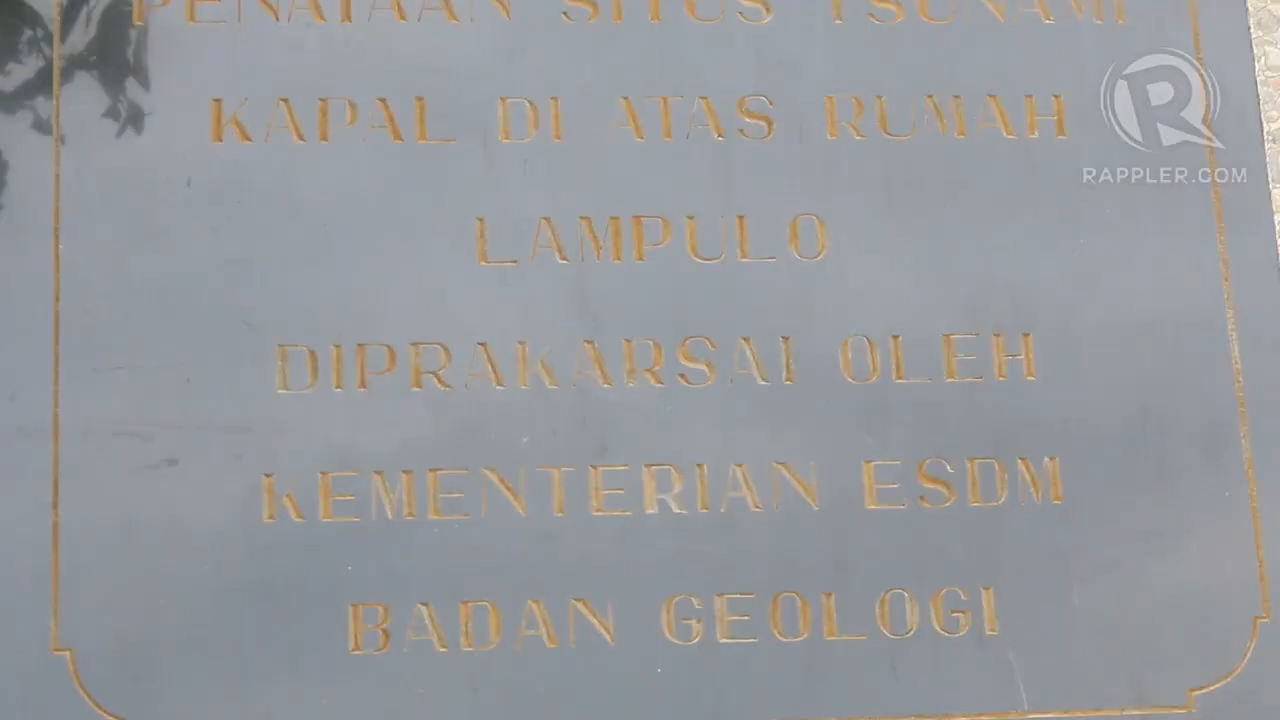 PENATAAN SITUS TSUNAMI
KAPAL DI ATAS RUMAH
LAMPULO
DIPRAKARSAI OLEH
KEMENTERIAN ESDM
BADAN GEOLOGI
R
RAPPLER.COM